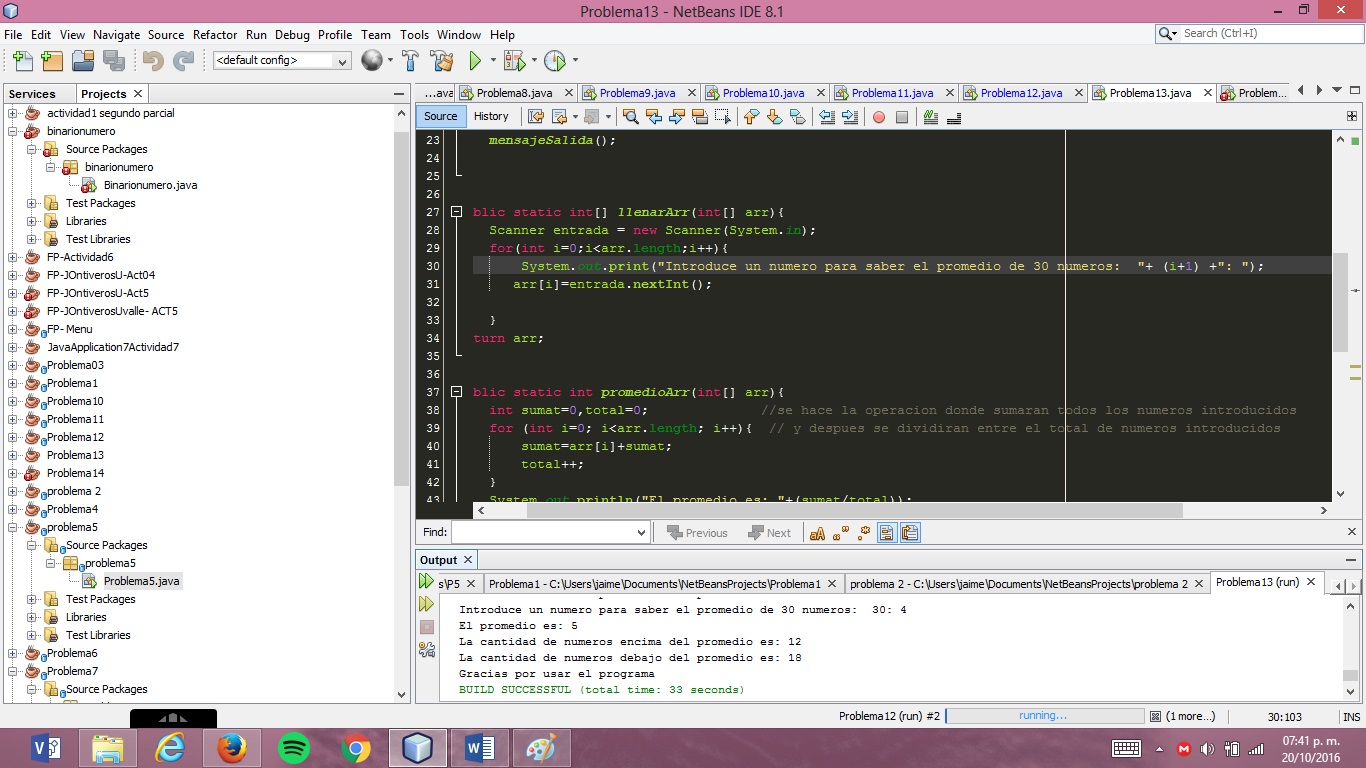 Problema13 - NetBeans IDE 8.1
File Edit View Navigate Source Refactor Run Debug Profile Team Tools Window Help
Search (Ctrl+I)
<default config>
Services Projects
...ava Problema8.java Problema9.java Problema10.java Problema11.java Problema12.java Problema13.java Problem...
Source History
actividad1 segundo parcial
binarionumero
Source Packages
binarionumero
Binarionumero.java
Test Packages
Libraries
Test Libraries
FP-Actividad6
FP-JOntiverosU-Act04
FP-JOntiverosU-Act5
FP-JOntiverosUvalle- ACT5
FP- Menu
JavaApplication7Actividad7
Problema03
Problema1
Problema10
Problema11
Problema12
Problema13
Problema14
problema 2
Problema4
problema5
Source Packages
problema5
Problema5.java
Test Packages
Libraries
Test Libraries
Problema6
Problema7
Source Packages
23 mensajeSalida();
24
25
26
27 blic static int[] llenarArr(int[] arr){
28 Scanner entrada = new Scanner(System.in);
29 for(int i=0;i<arr.length;i++){
30 System.out.print("Introduce un numero para saber el promedio de 30 numeros:  "+ (i+1) +": ");
31 arr[i]=entrada.nextInt();
32
33 }
34 turn arr;
35
36
37 blic static int promedioArr(int[] arr){
38 int sumat=0,total=0; //se hace la operacion donde sumaran todos los numeros introducidos
39 for (int i=0; i<arr.length; i++){ // y despues se dividiran entre el total de numeros introducidos
40 sumat=arr[i]+sumat;
41 total++;
42 }
43 System.out.println("El promedio es: "+(sumat/total));
Find: Previous Next
Output
s\P5 Problema1 - C:\Users\jaime\Documents\NetBeansProjects\Problema1 problema 2 - C:\Users\jaime\Documents\NetBeansProjects\problema 2 Problema13 (run)
Introduce un numero para saber el promedio de 30 numeros:  30: 4
El promedio es: 5
La cantidad de numeros encima del promedio es: 12
La cantidad de numeros debajo del promedio es: 18
Gracias por usar el programa
BUILD SUCCESSFUL (total time: 33 seconds)
Problema12 (run) #2 running... (1 more...) 30:103 INS
07:41 p. m.
20/10/2016